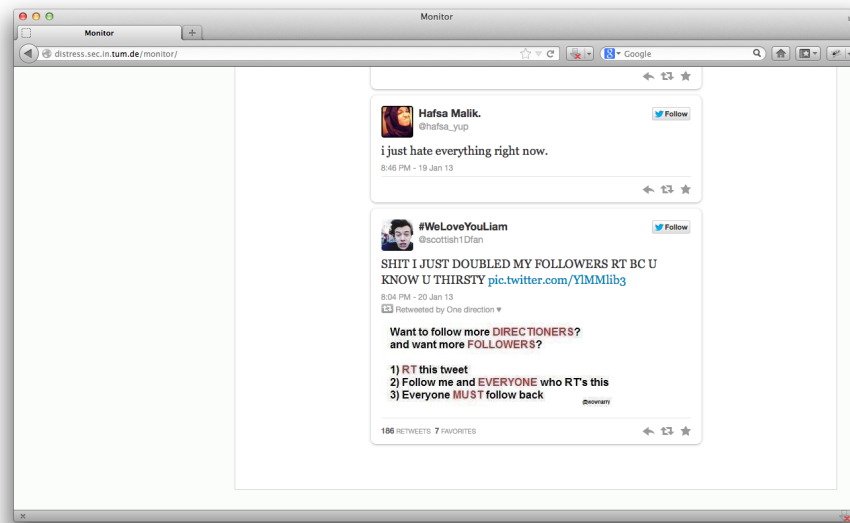 Monitor
Monitor
distress.sec.in.tum.de/monitor/
Google
Hafsa Malik.
Follow
@hafsa_yup
i just hate everything right now.
8:46 PM - 19 Jan 13
#WeLoveYouLiam
Follow
@scottish1Dfan
SHIT I JUST DOUBLED MY FOLLOWERS RT BC U
KNOW U THIRSTY pic.twitter.com/YlMMlib3
8:04 PM - 20 Jan 13
Retweeted by One direction
Want to follow more DIRECTIONERS?
and want more FOLLOWERS?
1) RT this tweet
2) Follow me and EVERYONE who RT's this
3) Everyone MUST follow back
186 RETWEETS 7 FAVORITES